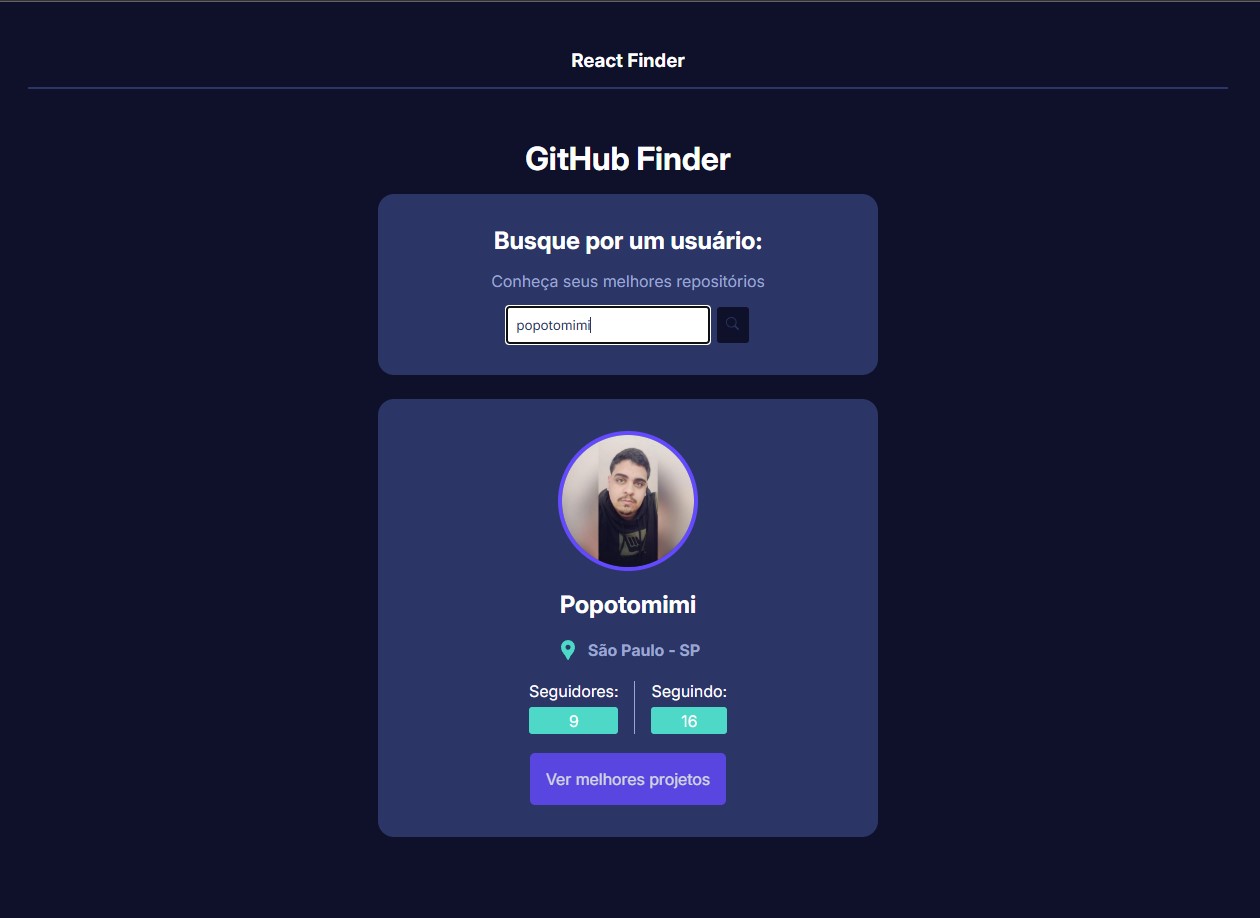 React Finder
GitHub Finder
Busque por um usuário:
Conheça seus melhores repositórios
popotomimi
Popotomimi
São Paulo - SP
Seguidores: Seguindo:
9 16
Ver melhores projetos